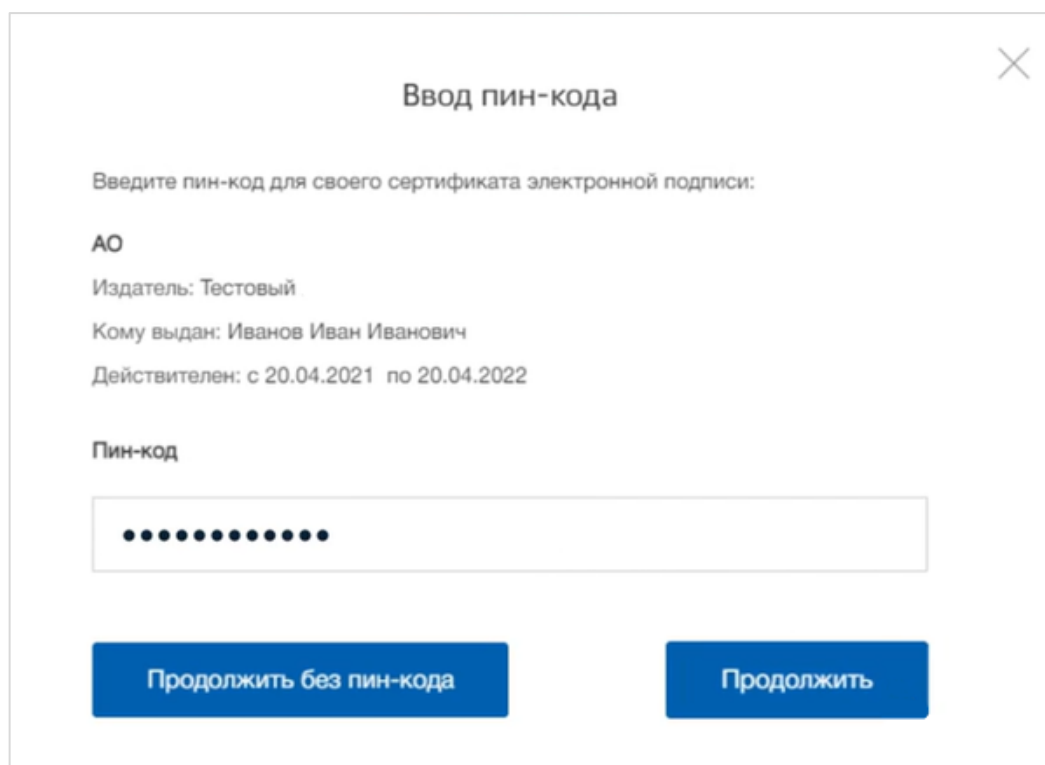 Ввод пин-кода
Введите пин-код для своего сертификата электронной подписи:
АО
Издатель: Тестовый
Кому выдан: Иванов Иван Иванович
Действителен: с 20.04.2021 по 20.04.2022
Пин-код
••••••••••••
Продолжить без пин-кода
Продолжить